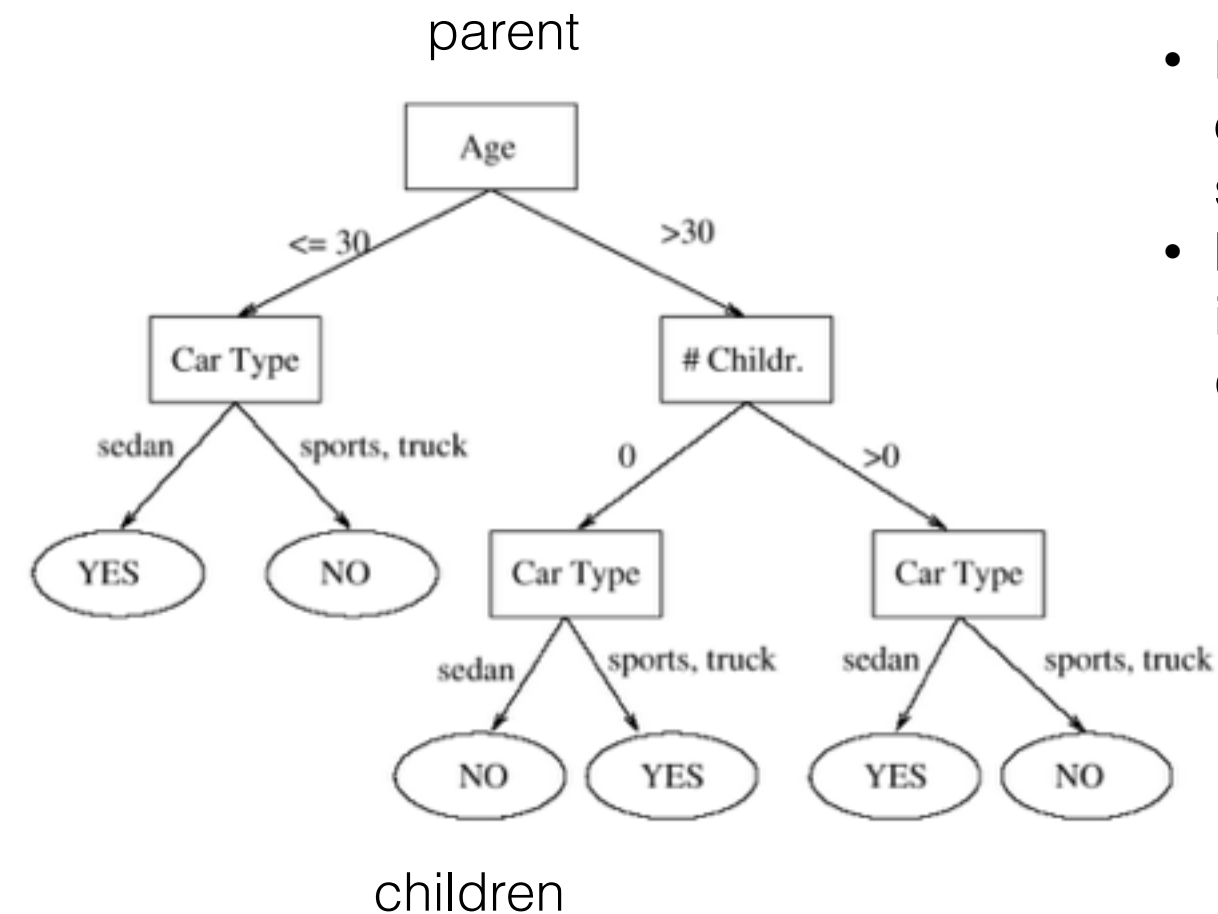 parent
Age
<= 30
>30
Car Type
# Childr.
sedan
sports, truck
0
>0
YES
NO
Car Type
Car Type
sedan
sports, truck
sedan
sports, truck
NO
YES
YES
NO
children